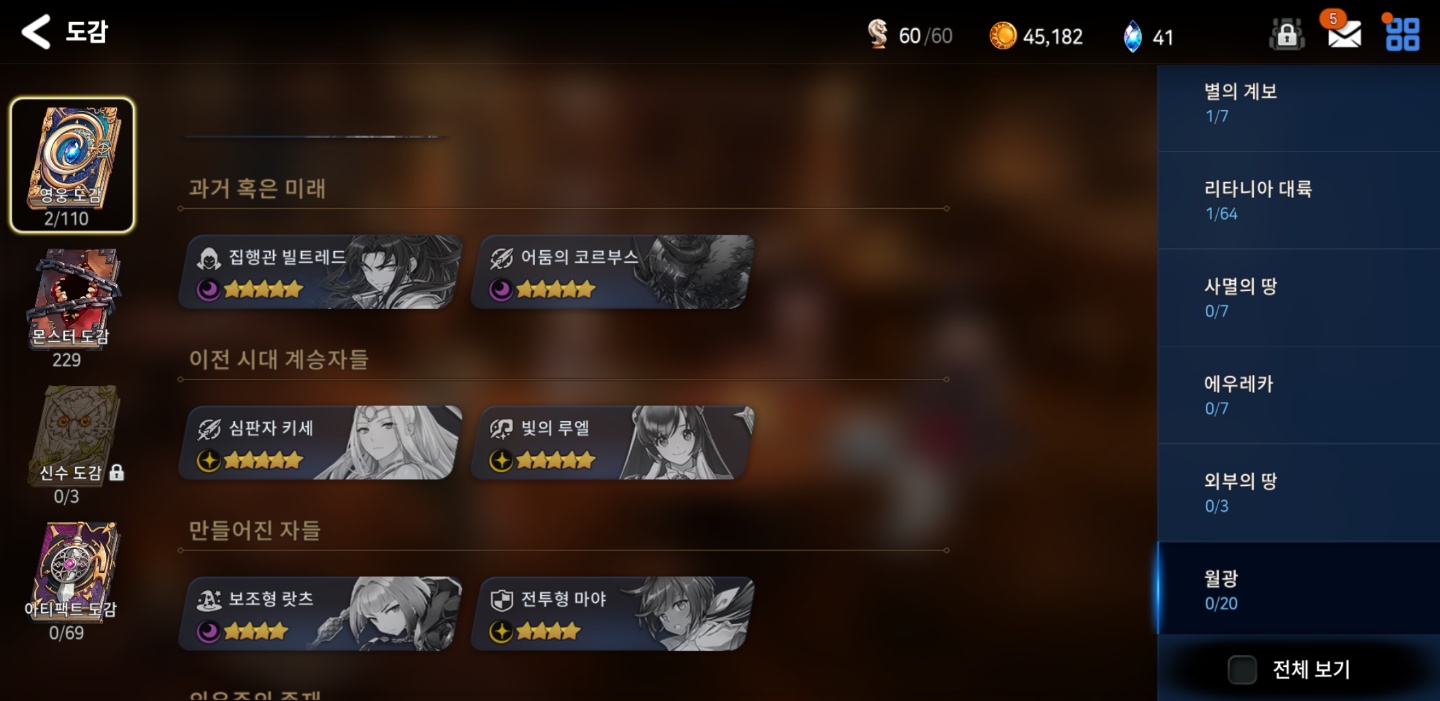 도감
60/60
45,182
41
5
영웅 도감
2/110
몬스터 도감
229
신수 도감
0/3
아티팩트 도감
0/69
과거 혹은 미래
집행관 빌트레드
어둠의 코르부스
이전 시대 계승자들
심판자 키세
빛의 루엘
만들어진 자들
보조형 랏츠
전투형 마야
별의 계보
1/7
리타니아 대륙
1/64
사멸의 땅
0/7
에우레카
0/7
외부의 땅
0/3
월광
0/20
전체 보기